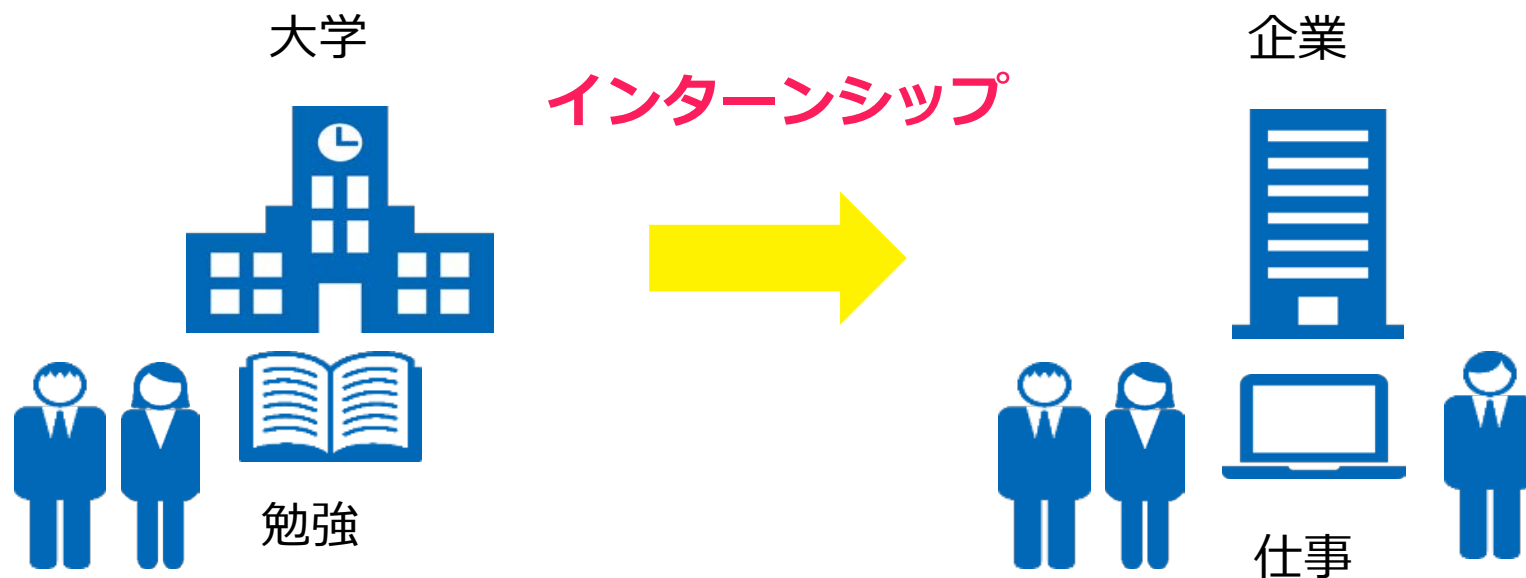 大学
企業
インターンシップ
勉強
仕事